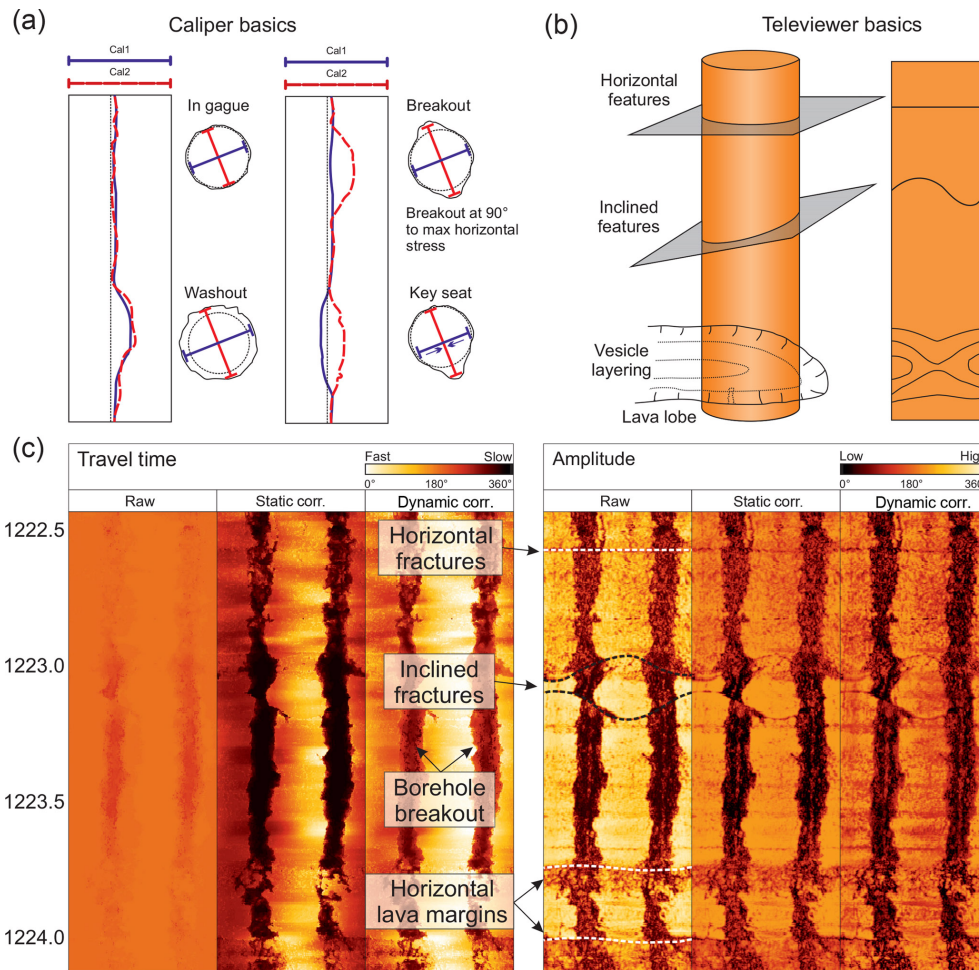 (a)
Caliper basics
Cal1
Cal2
Cal1
Cal2
In gague
Breakout
Breakout at 90°
to max horizontal
stress
Washout
Key seat
(b)
Televiewer basics
Horizontal
features
Inclined
features
Vesicle
layering
Lava lobe
(c)
Travel time
Fast
Slow
0°
180°
360°
Raw
Static corr.
Dynamic corr.
Amplitude
Low
Hig
0°
180°
360
Raw
Static corr.
Dynamic corr.
1222.5
1223.0
1223.5
1224.0
Horizontal
fractures
Inclined
fractures
Borehole
breakout
Horizontal
lava margins